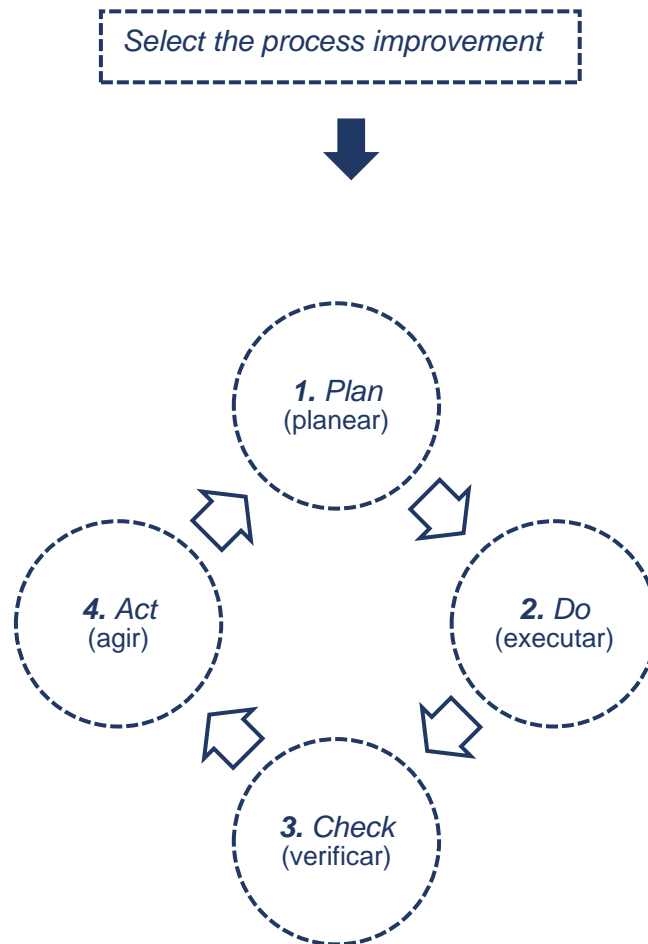 Select the process improvement
1. Plan
(planear)
4. Act
(agir)
2. Do
(executar)
3. Check
(verificar)